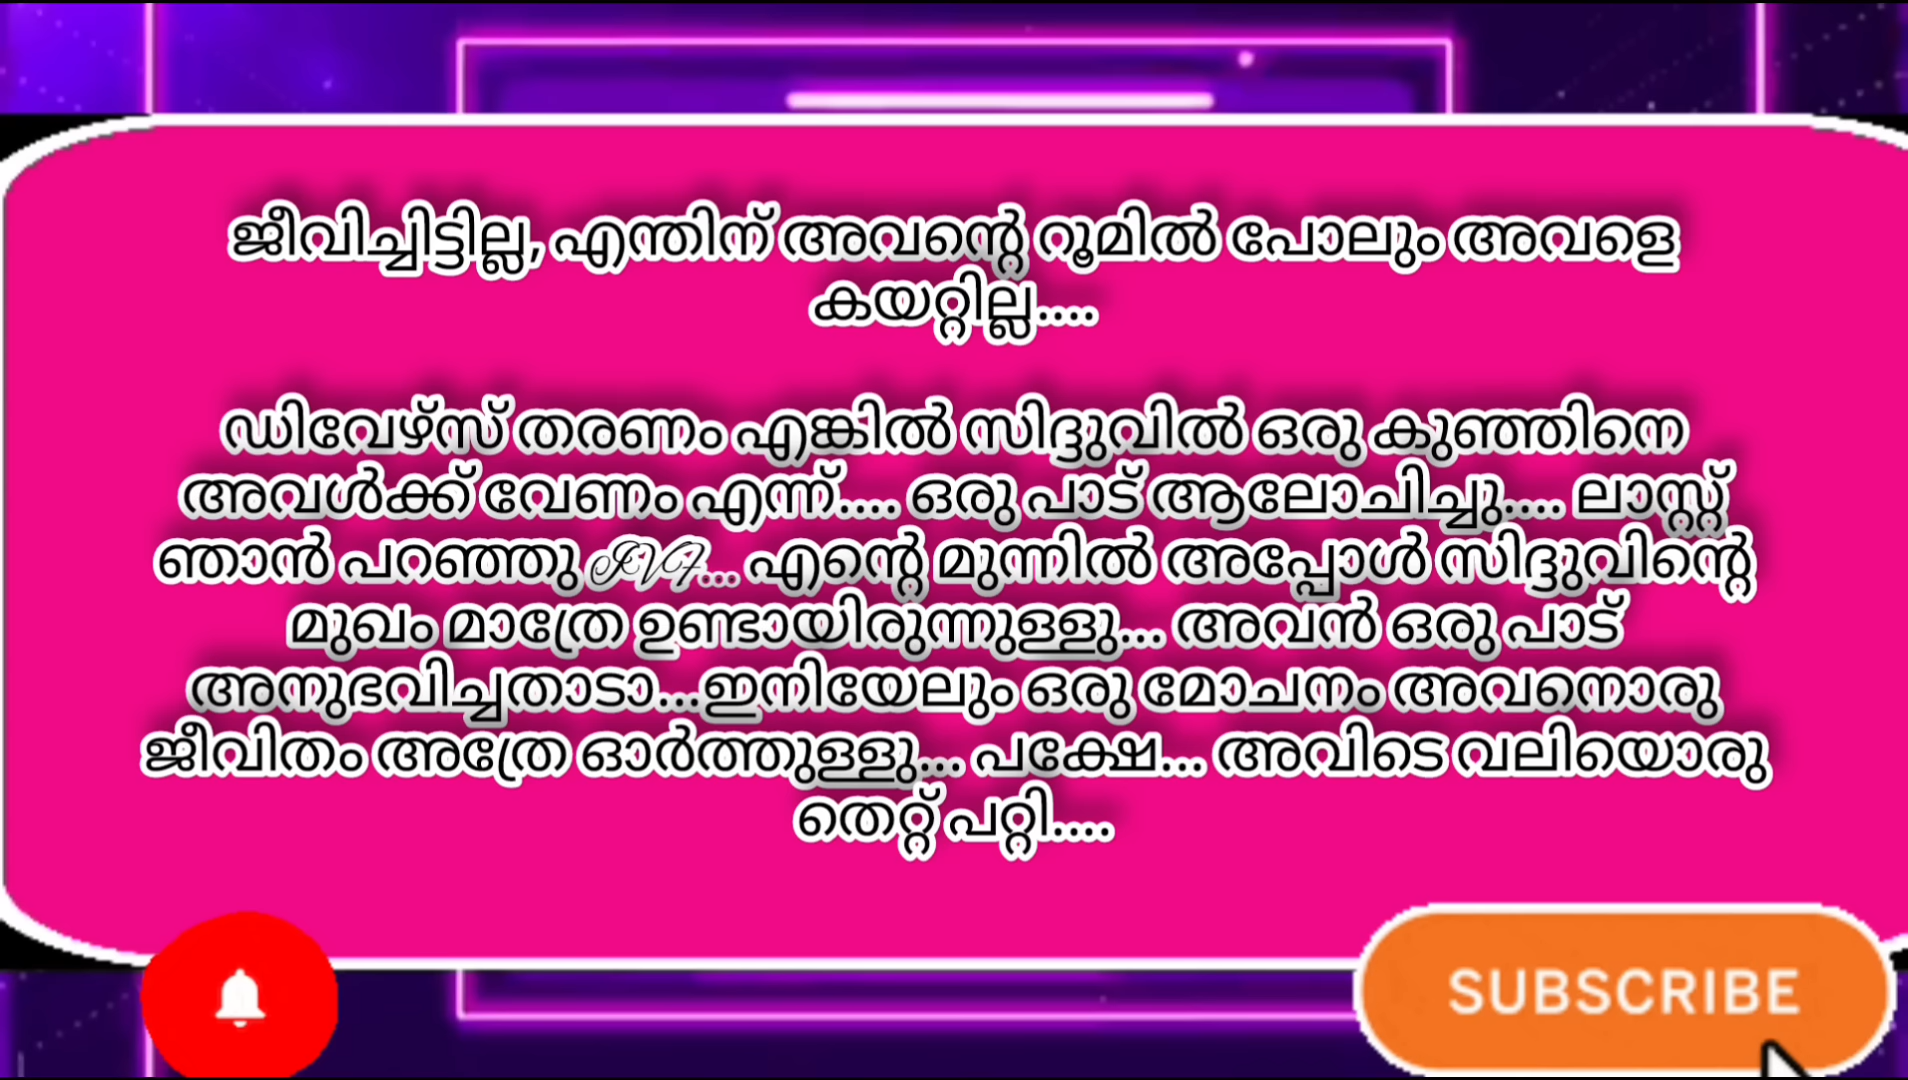 ജീവിച്ചിട്ടില്ല, എന്തിന് അവന്റെ റൂമിൽ പോലും അവളെ
കയറ്റില്ല....
ഡിവേഴ്സ് തരണം എങ്കിൽ സിദ്ദുവിൽ ഒരു കുഞ്ഞിനെ
അവൾക്ക് വേണം എന്ന്.... ഒരു പാട് ആലോചിച്ചു.... ലാസ്റ്റ്
ഞാൻ പറഞ്ഞു IVF... എന്റെ മുന്നിൽ അപ്പോൾ സിദ്ദുവിന്റെ
മുഖം മാത്രേ ഉണ്ടായിരുന്നുള്ളു... അവൻ ഒരു പാട്
അനുഭവിച്ചതാടാ...ഇനിയേലും ഒരു മോചനം അവനൊരു
ജീവിതം അത്രേ ഓർത്തുള്ളു... പക്ഷേ... അവിടെ വലിയൊരു
തെറ്റ് പറ്റി....
SUBSCRIBE